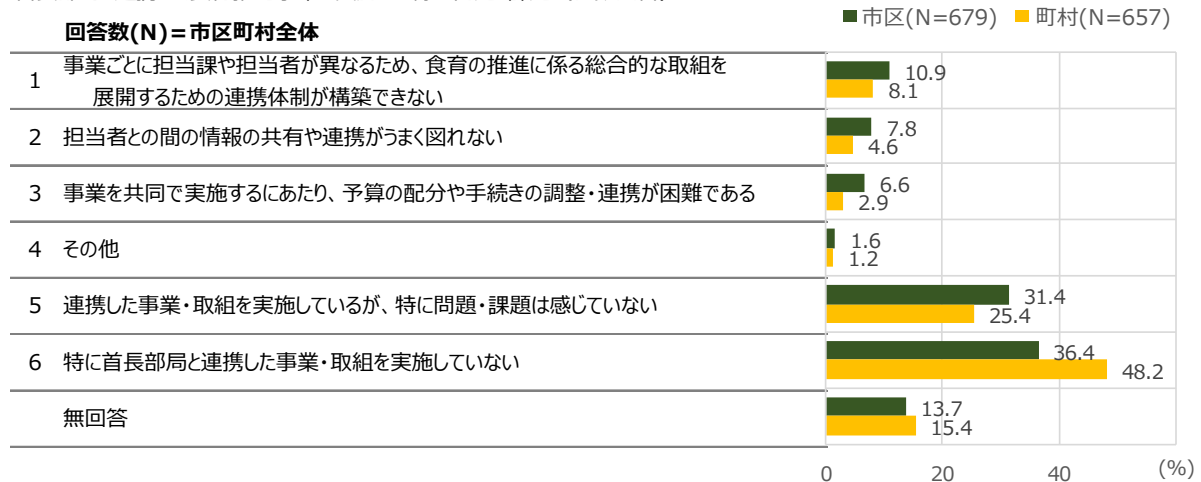 ■市区(N=679) ■町村(N=657)
回答数(N)=市区町村全体
1 事業ごとに担当課や担当者が異なるため、食育の推進に係る総合的な取組を
展開するための連携体制が構築できない
10.9
8.1
2 担当者との間の情報の共有や連携がうまく図れない
7.8
4.6
3 事業を共同で実施するにあたり、予算の配分や手続きの調整・連携が困難である
6.6
2.9
4 その他
1.6
1.2
5 連携した事業・取組を実施しているが、特に問題・課題は感じていない
31.4
25.4
6 特に首長部局と連携した事業・取組を実施していない
36.4
48.2
無回答
13.7
15.4
0 20 40 (%)